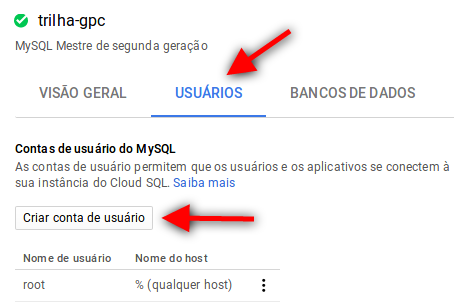 trilha-gpc
MySQL Mestre de segunda geração
VISÃO GERAL USUÁRIOS BANCOS DE DADOS
Contas de usuário do MySQL
As contas de usuário permitem que os usuários e os aplicativos se conectem à
sua instância do Cloud SQL. Saiba mais
Criar conta de usuário
Nome de usuário Nome do host
root % (qualquer host)